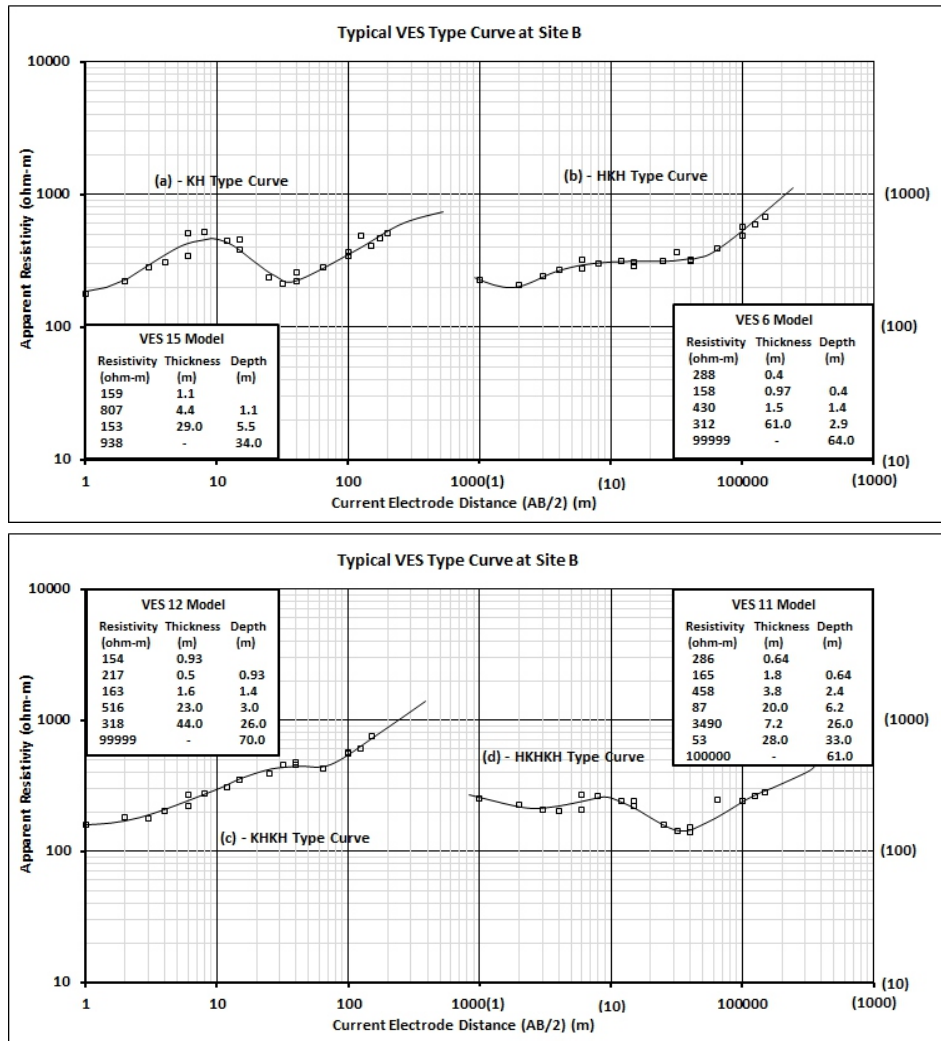 Typical VES Type Curve at Site B
10000
1000
100
10
Apparent Resistiviy (ohm-m)
(a) - KH Type Curve
(b) - HKH Type Curve
(1000)
(100)
(10)
VES 15 Model
Resistivity Thickness Depth
(ohm-m) (m) (m)
159 1.1
807 4.4 1.1
153 29.0 5.5
938 - 34.0
VES 6 Model
Resistivity Thickness Depth
(ohm-m) (m) (m)
288 0.4
158 0.97 0.4
430 1.5 1.4
312 61.0 2.9
99999 - 64.0
1 10 100 1000(1) (10) 100000 (1000)
Current Electrode Distance (AB/2) (m)
Typical VES Type Curve at Site B
10000
1000
100
10
Apparent Resistiviy (ohm-m)
VES 12 Model
Resistivity Thickness Depth
(ohm-m) (m) (m)
154 0.93
217 0.5 0.93
163 1.6 1.4
516 23.0 3.0
318 44.0 26.0
99999 - 70.0
VES 11 Model
Resistivity Thickness Depth
(ohm-m) (m) (m)
286 0.64
165 1.8 0.64
458 3.8 2.4
87 20.0 6.2
3490 7.2 26.0
53 28.0 33.0
100000 - 61.0
(1000)
(100)
(10)
(d) - HKHKHK Type Curve
(c) - KHKH Type Curve
1 10 100 1000(1) (10) 100000 (1000)
Current Electrode Distance (AB/2) (m)